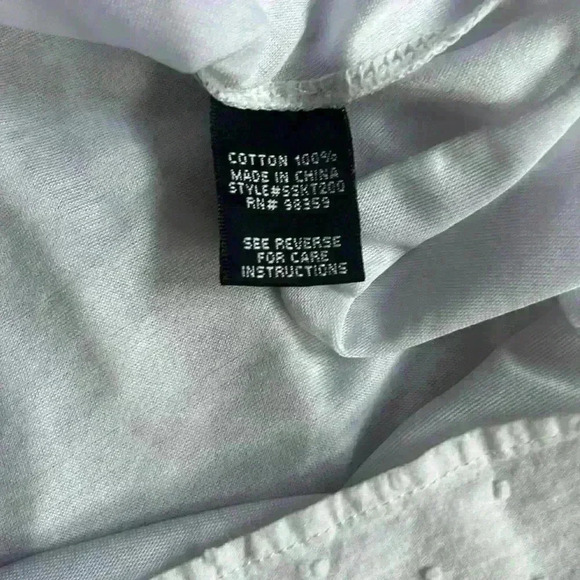 COTTON 100%
MADE IN CHINA
STYLE#SSKT200
RN# 98359
SEE REVERSE
FOR CARE
INSTRUCTIONS